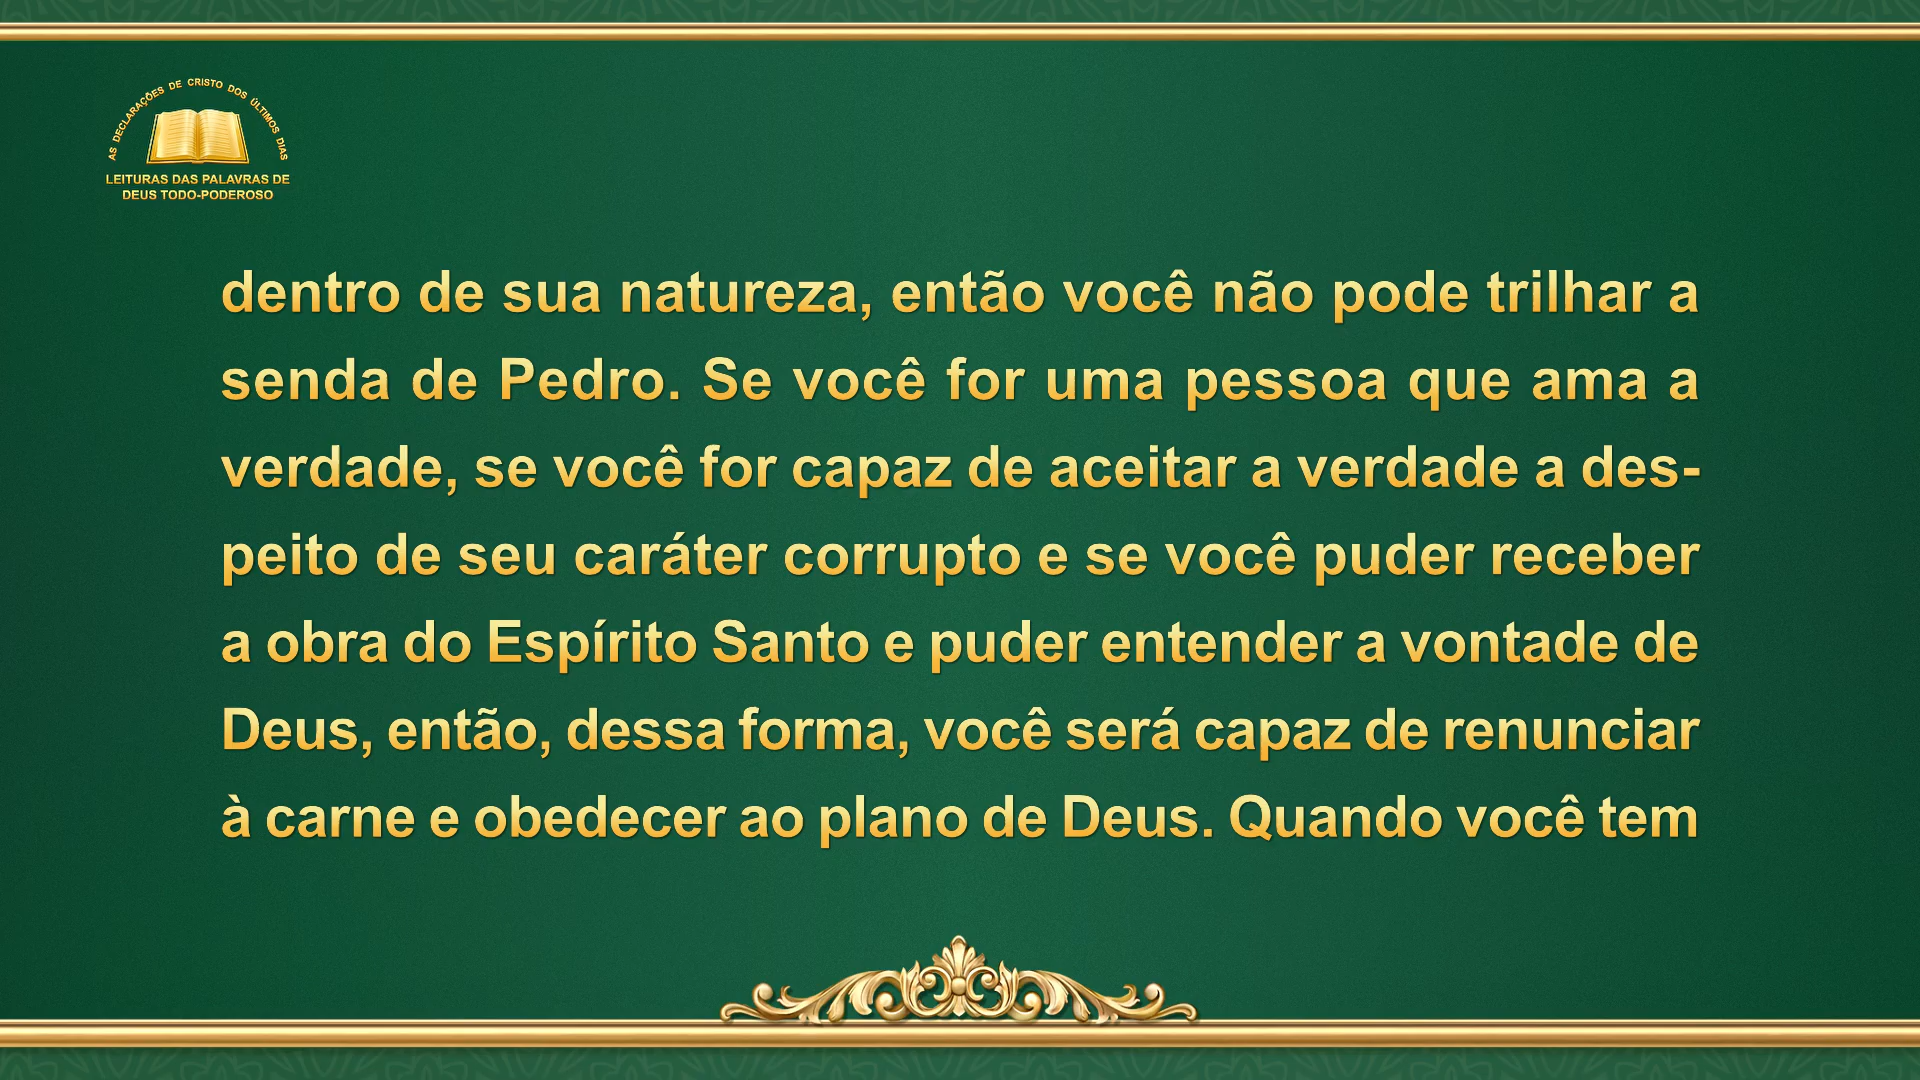 AS DECLARAÇÕES DE CRISTO DOS ÚLTIMOS DIAS
LEITURAS DAS PALAVRAS DE
DEUS TODO-PODEROSO
dentro de sua natureza, então você não pode trilhar a
senda de Pedro. Se você for uma pessoa que ama a
verdade, se você for capaz de aceitar a verdade a des-
peito de seu caráter corrupto e se você puder receber
a obra do Espírito Santo e puder entender a vontade de
Deus, então, dessa forma, você será capaz de renunciar
à carne e obedecer ao plano de Deus. Quando você tem